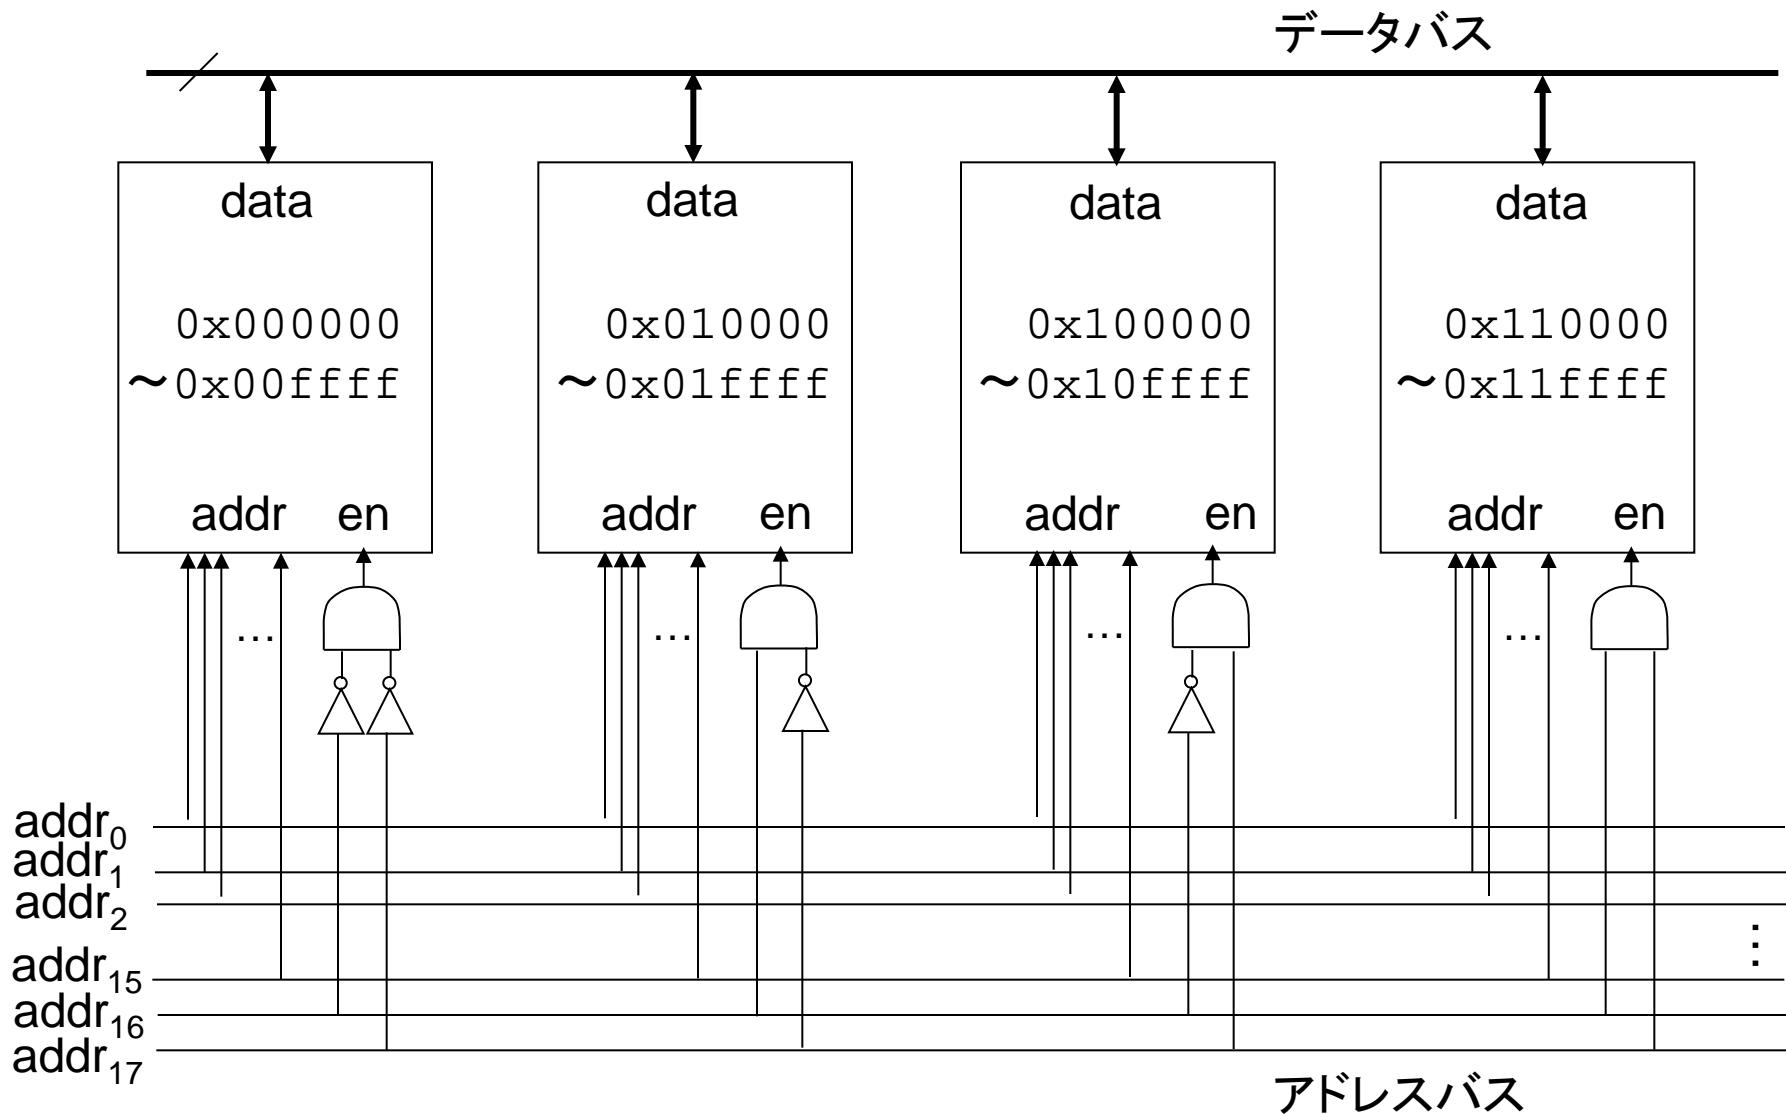 データバス
data
data
data
data
0x000000
～0x00ffff
0x010000
～0x01ffff
0x100000
～0x10ffff
0x110000
～0x11ffff
addr en
addr en
addr en
addr en
...
...
...
...
addr0
addr1
addr2
⋮
addr15
addr16
addr17
アドレスバス